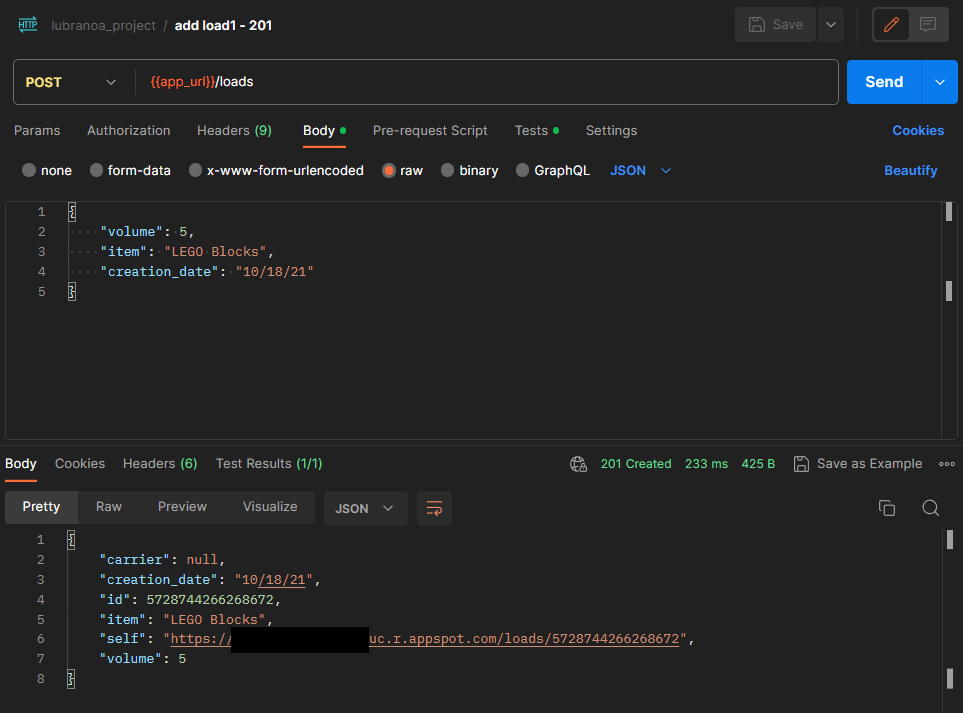 HTTP lubranoa_project / add load1 - 201 Save
POST {{app_url}}/loads Send
Params Authorization Headers (9) Body Pre-request Script Tests Settings Cookies
none form-data x-www-form-urlencoded raw binary GraphQL JSON Beautify
1 {
2 "volume": 5,
3 "item": "LEGO Blocks",
4 "creation_date": "10/18/21"
5 }
Body Cookies Headers (6) Test Results (1/1) 201 Created 233 ms 425 B Save as Example
Pretty Raw Preview Visualize JSON
1 {
2 "carrier": null,
3 "creation_date": "10/18/21",
4 "id": 5728744266268672,
5 "item": "LEGO Blocks",
6 "self": "https://uc.r.appspot.com/loads/5728744266268672",
7 "volume": 5
8 }